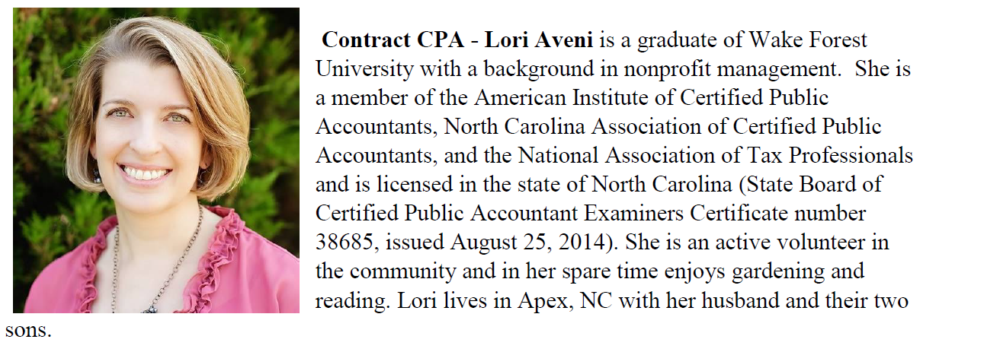 Contract CPA - Lori Aveni is a graduate of Wake Forest
University with a background in nonprofit management.  She is
a member of the American Institute of Certified Public
Accountants, North Carolina Association of Certified Public
Accountants, and the National Association of Tax Professionals
and is licensed in the state of North Carolina (State Board of
Certified Public Accountant Examiners Certificate number
38685, issued August 25, 2014). She is an active volunteer in
the community and in her spare time enjoys gardening and
reading. Lori lives in Apex, NC with her husband and their two
sons.